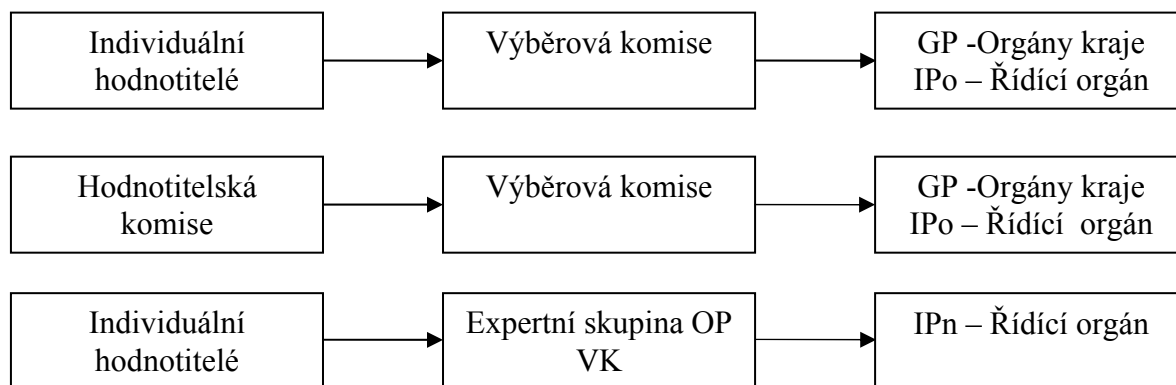 Individuální
hodnotitelé
Výběrová komise
GP -Orgány kraje
IPo – Řídící orgán
Hodnotitelská
komise
Výběrová komise
GP -Orgány kraje
IPo – Řídící  orgán
Individuální
hodnotitelé
Expertní skupina OP
VK
IPn – Řídící orgán